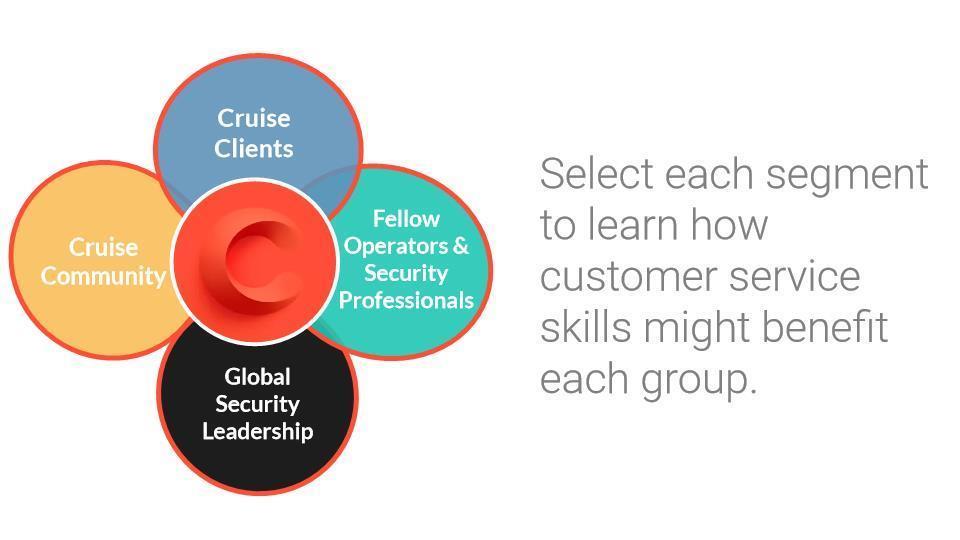 Cruise
Clients
Cruise
Community
Fellow
Operators &
Security
Professionals
Global
Security
Leadership
Select each segment
to learn how
customer service
skills might benefit
each group.